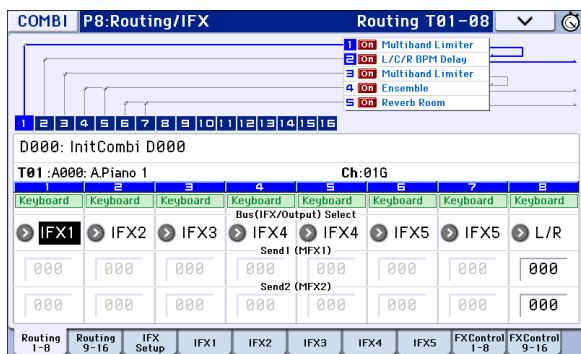 COMBI P8:Routing/IFX Routing T01-08
1 On Multiband Limiter
2 On L/C/R BPM Delay
3 On Multiband Limiter
4 On Ensemble
5 On Reverb Room
1 2 3 4 5 6 7 8 9 10 11 12 13 14 15 16
D000: InitCombi D000
T01 :A000: A.Piano 1 Ch:01G
1 2 3 4 5 6 7 8
Keyboard Keyboard Keyboard Keyboard Keyboard Keyboard Keyboard Keyboard
Bus(IFX/Output) Select
IFX1 IFX2 IFX3 IFX4 IFX4 IFX5 IFX5 L/R
Send1 (MFX1)
000 000 000 000 000 000 000 000
Send2 (MFX2)
000 000 000 000 000 000 000 000
Routing 1-8 Routing 9-16 IFX Setup IFX1 IFX2 IFX3 IFX4 IFX5 FXControl 1-8 FXControl 9-16